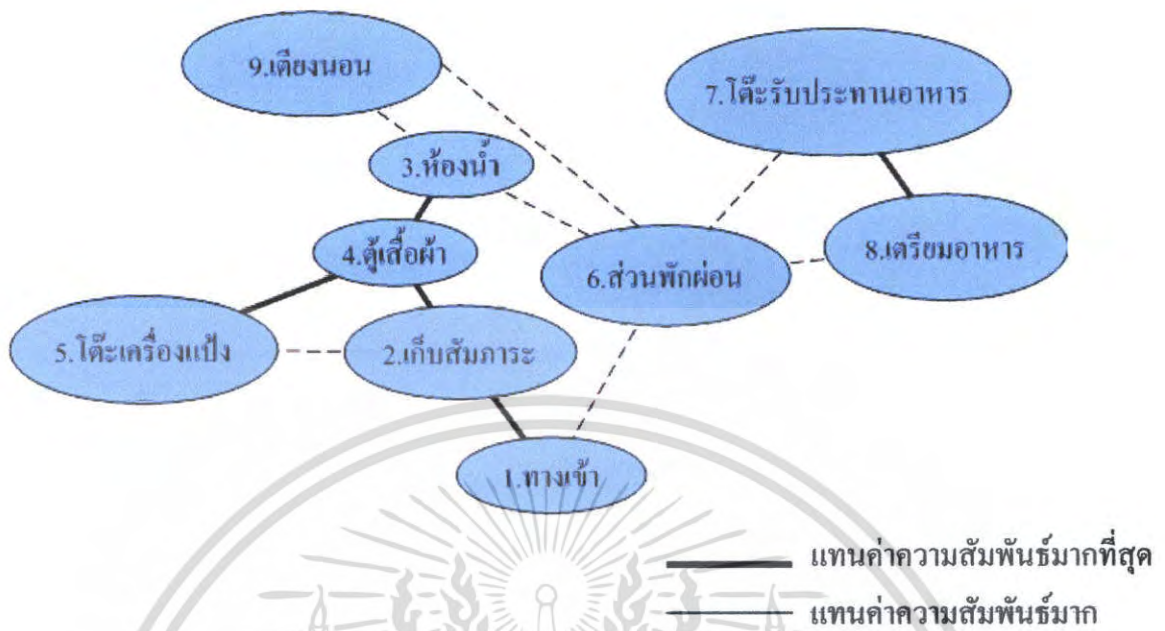 9.เตียงนอน
7.โต๊ะรับประทานอาหาร
3.ห้องน้ำ
4.ตู้เสื้อผ้า
8.เตรียมอาหาร
6.ส่วนพักผ่อน
5.โต๊ะเครื่องแป้ง
2.เก็บสัมภาระ
1.ทางเข้า
แทนค่าความสัมพันธ์มากที่สุด
แทนค่าความสัมพันธ์มาก